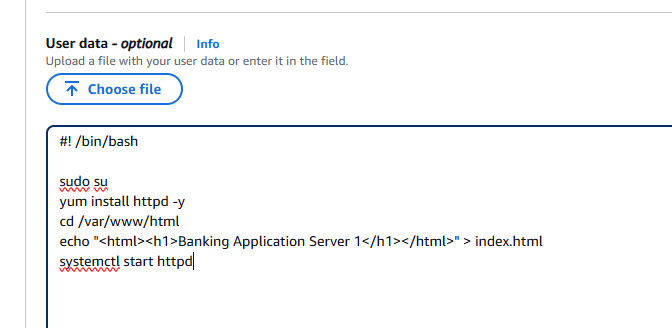 User data - optional Info
Upload a file with your user data or enter it in the field.
Choose file
#! /bin/bash
sudo su
yum install httpd -y
cd /var/www/html
echo "<html><h1>Banking Application Server 1</h1></html>" > index.html
systemctl start httpd